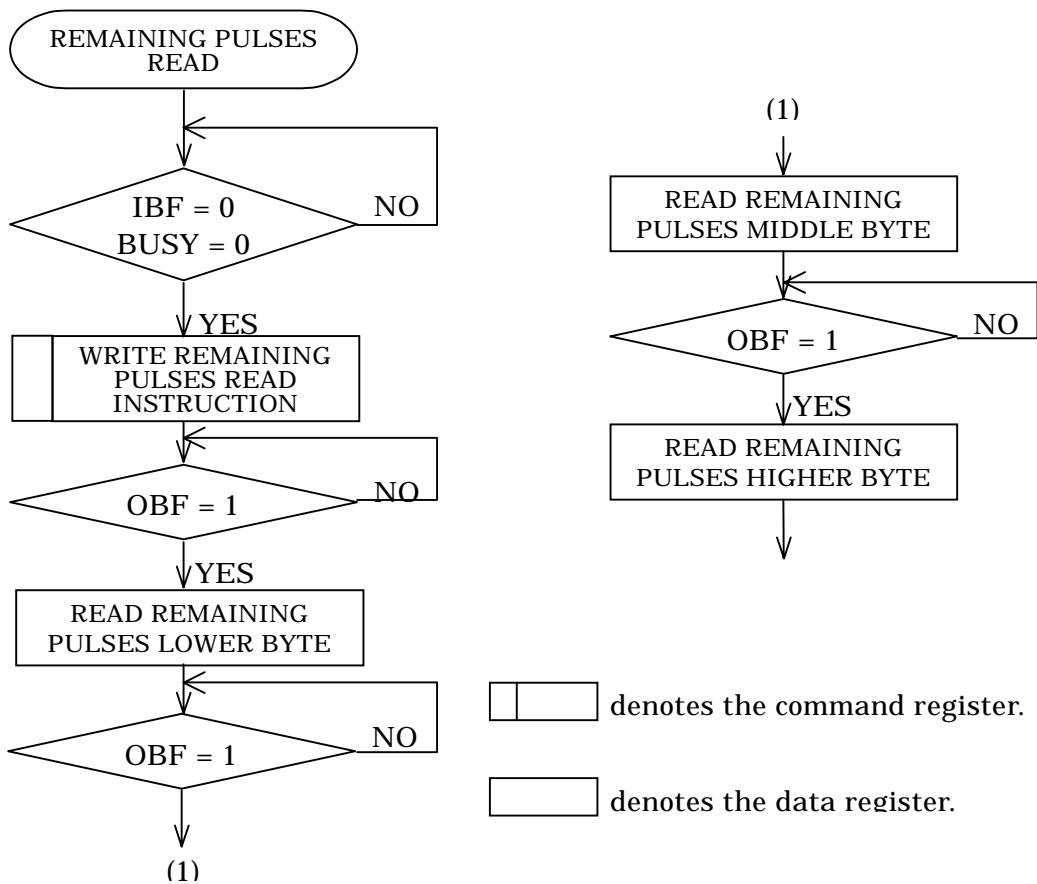 REMAINING PULSES
READ
IBF = 0
BUSY = 0
NO
YES
WRITE REMAINING
PULSES READ
INSTRUCTION
OBF = 1
NO
YES
READ REMAINING
PULSES LOWER BYTE
OBF = 1
NO
(1)
(1)
READ REMAINING
PULSES MIDDLE BYTE
OBF = 1
NO
YES
READ REMAINING
PULSES HIGHER BYTE
denotes the command register.
denotes the data register.